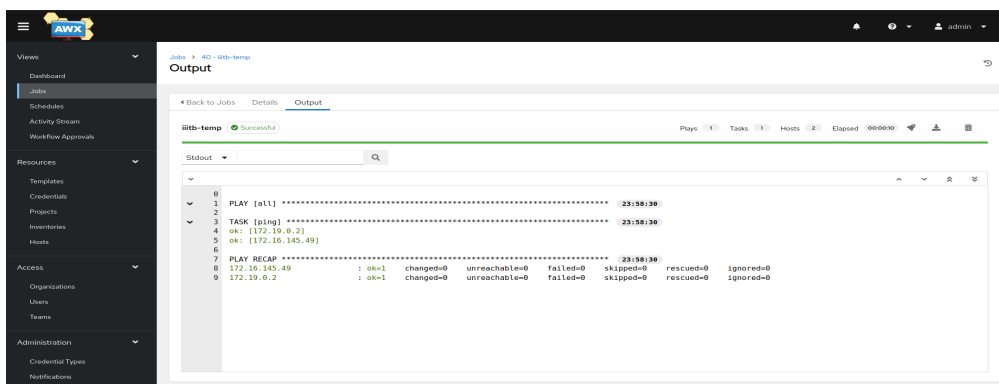 AWX
admin
Views
Dashboard
Jobs
Schedules
Activity Stream
Workflow Approvals
Resources
Templates
Credentials
Projects
Inventories
Hosts
Access
Organizations
Users
Teams
Administration
Credential Types
Notifications
Jobs > 40 - iiitb-temp
Output
Back to Jobs Details Output
iiitb-temp Successful Plays 1 Tasks 1 Hosts 2 Elapsed 00:00:10
Stdout
0
1 PLAY [all] ********************************************************************* 23:58:30
2
3 TASK [ping] ******************************************************************** 23:58:30
4 ok: [172.19.0.2]
5 ok: [172.16.145.49]
6
7 PLAY RECAP ********************************************************************* 23:58:30
8 172.16.145.49 : ok=1 changed=0 unreachable=0 failed=0 skipped=0 rescued=0 ignored=0
9 172.19.0.2 : ok=1 changed=0 unreachable=0 failed=0 skipped=0 rescued=0 ignored=0